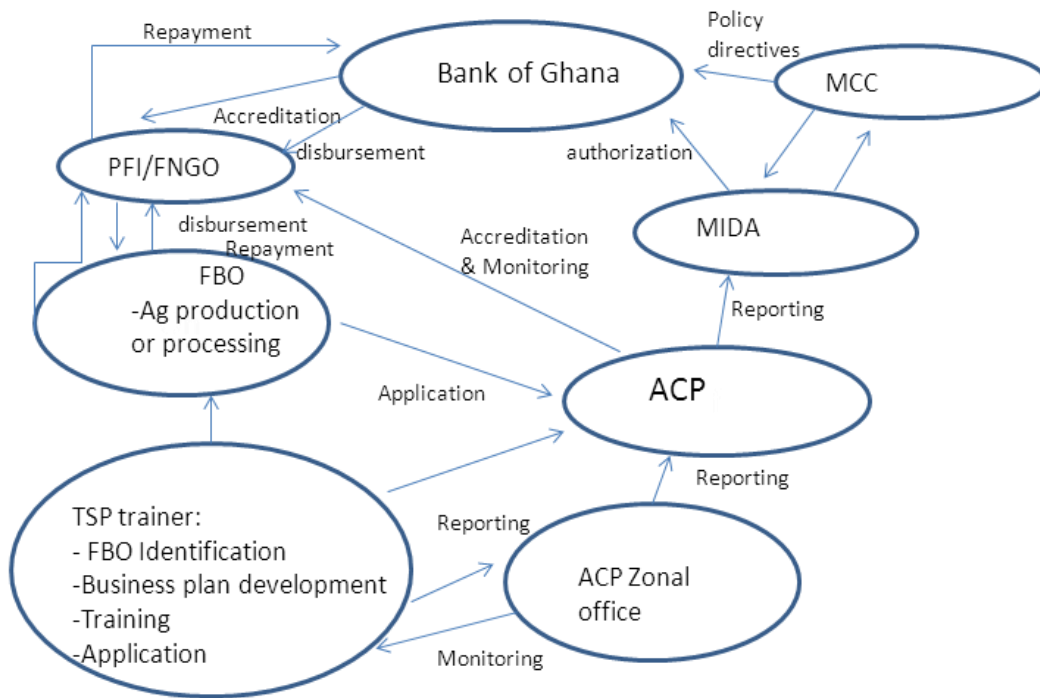 Repayment
Policy
directives
Bank of Ghana
MCC
Accreditation
disbursement
authorization
PFI/FNGO
MIDA
disbursement
Repayment
Accreditation
& Monitoring
FBO
-Ag production
or processing
Reporting
Application
ACP
Reporting
TSP trainer:
- FBO Identification
-Business plan development
-Training
-Application
Reporting
ACP Zonal
office
Monitoring